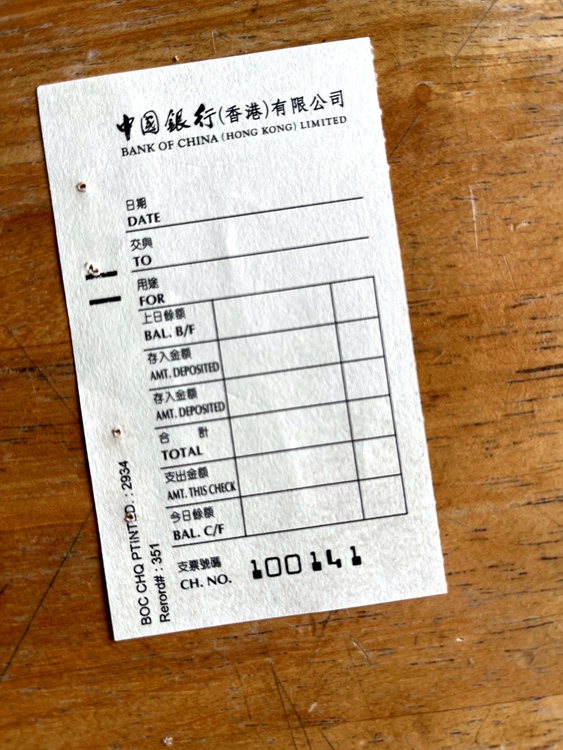 中國銀行(香港)有限公司
BANK OF CHINA (HONG KONG) LIMITED
日期
DATE
交與
TO
用途
FOR
上日餘額
BAL. B/F
存入金額
AMT. DEPOSITED
存入金額
AMT. DEPOSITED
合 計
TOTAL
支出金額
AMT. THIS CHECK
今日餘額
BAL. C/F
支票號碼
CH. NO. 100141
BOC CHQ PTINTED. : 2934
Rerord# : 351